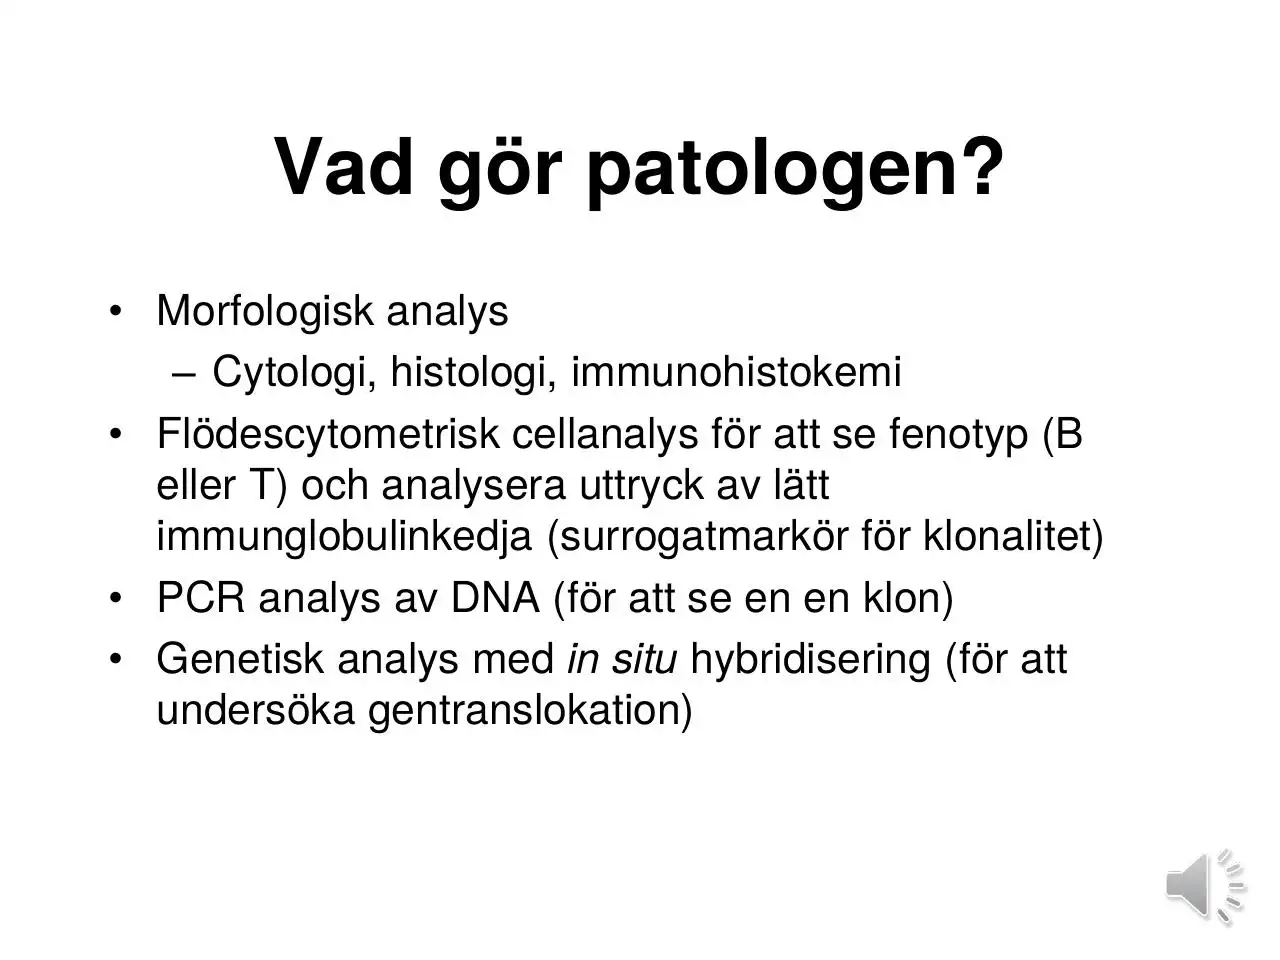 Vad gör patologen?
• Morfologisk analys
– Cytologi, histologi, immunohistokemi
• Flödescytometrisk cellanalys för att se fenotyp (B
eller T) och analysera uttryck av lätt
immunglobulinkedja (surrogatmarkör för klonalitet)
• PCR analys av DNA (för att se en en klon)
• Genetisk analys med in situ hybridisering (för att
undersöka gentranslokation)